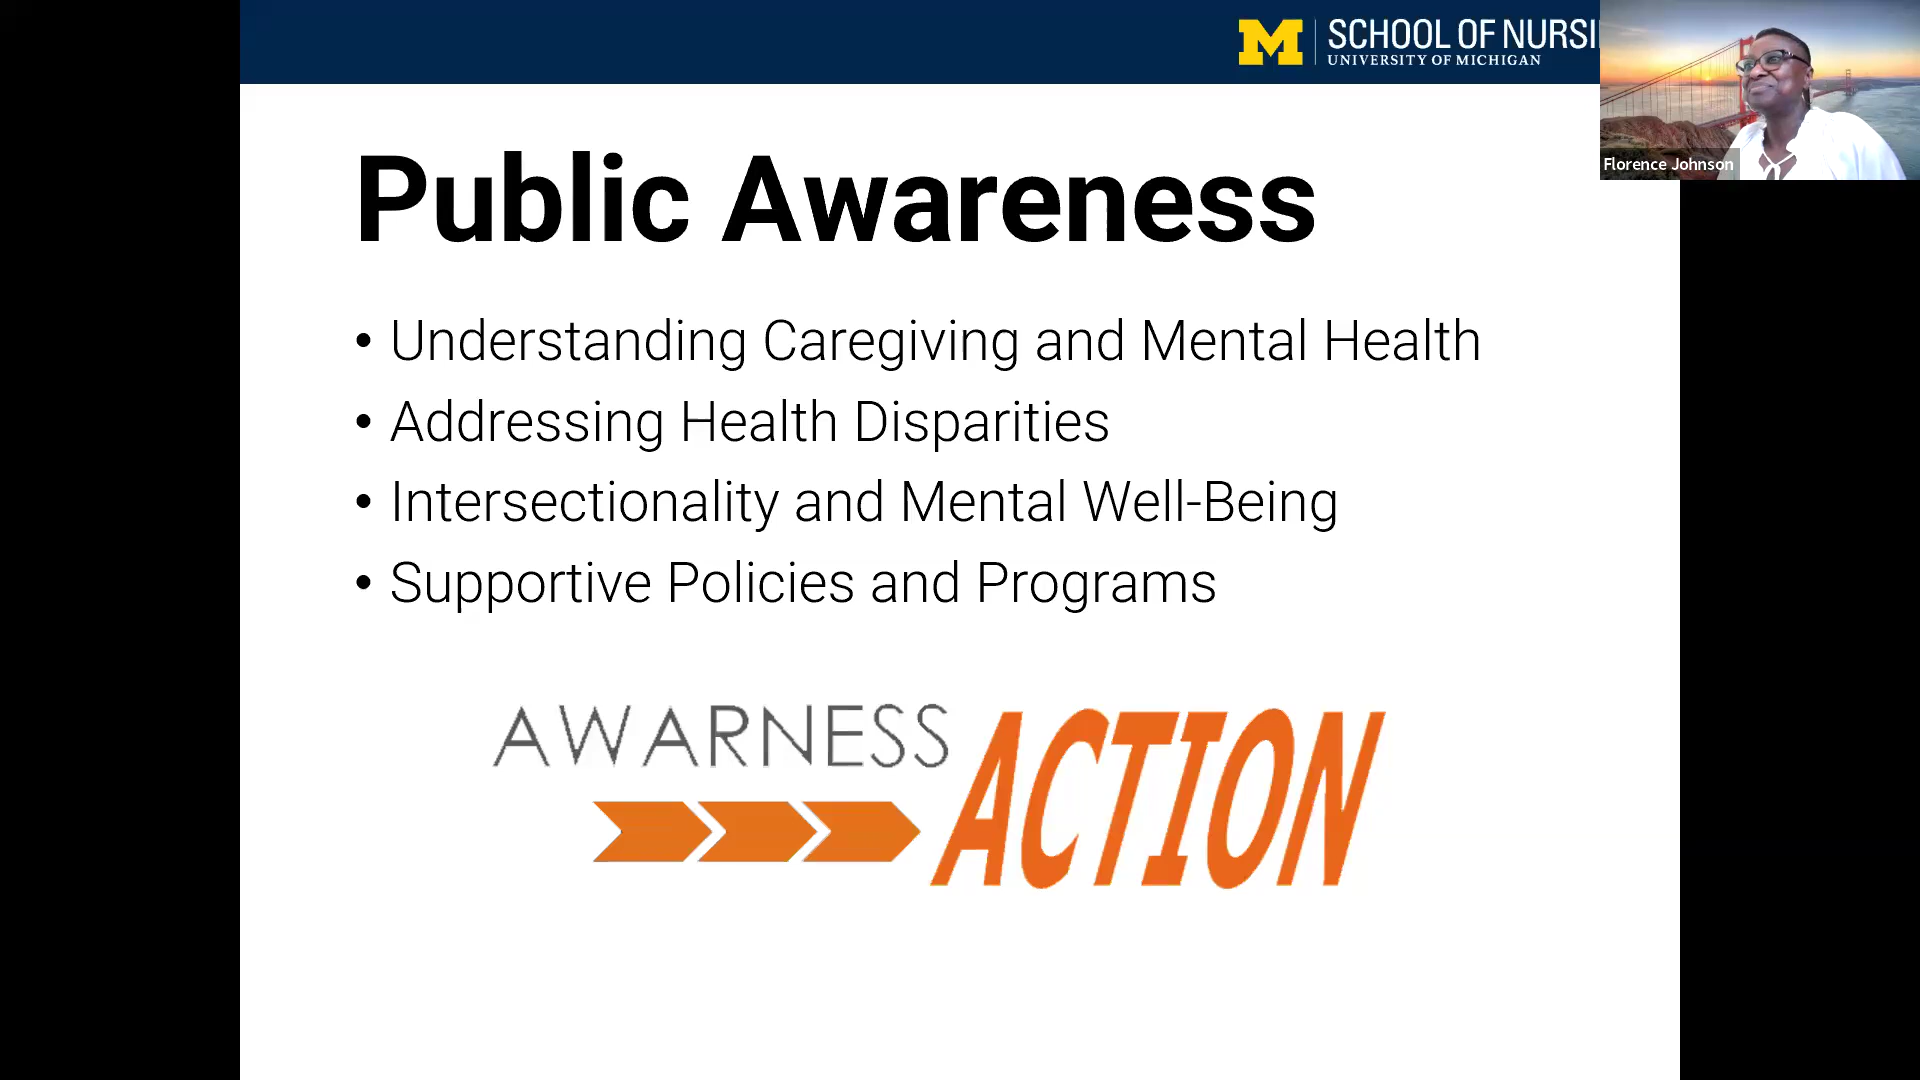 M SCHOOL OF NURSI
UNIVERSITY OF MICHIGAN
Florence Johnson
Public Awareness
• Understanding Caregiving and Mental Health
• Addressing Health Disparities
• Intersectionality and Mental Well-Being
• Supportive Policies and Programs
AWARNESS ACTION